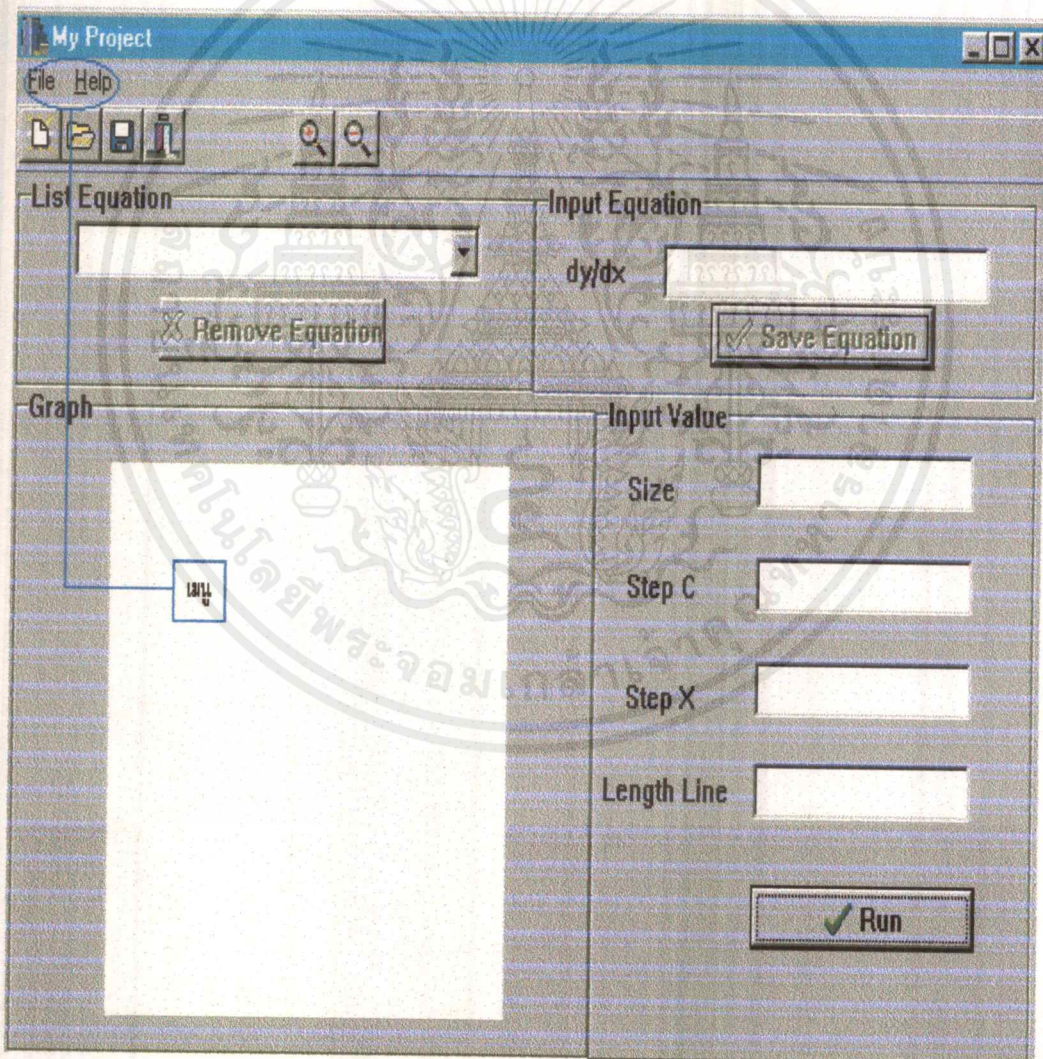 My Project
File Help
List Equation
Input Equation
dy/dx
Remove Equation
Save Equation
Graph
Input Value
Size
เมนู
Step C
Step X
Length Line
Run